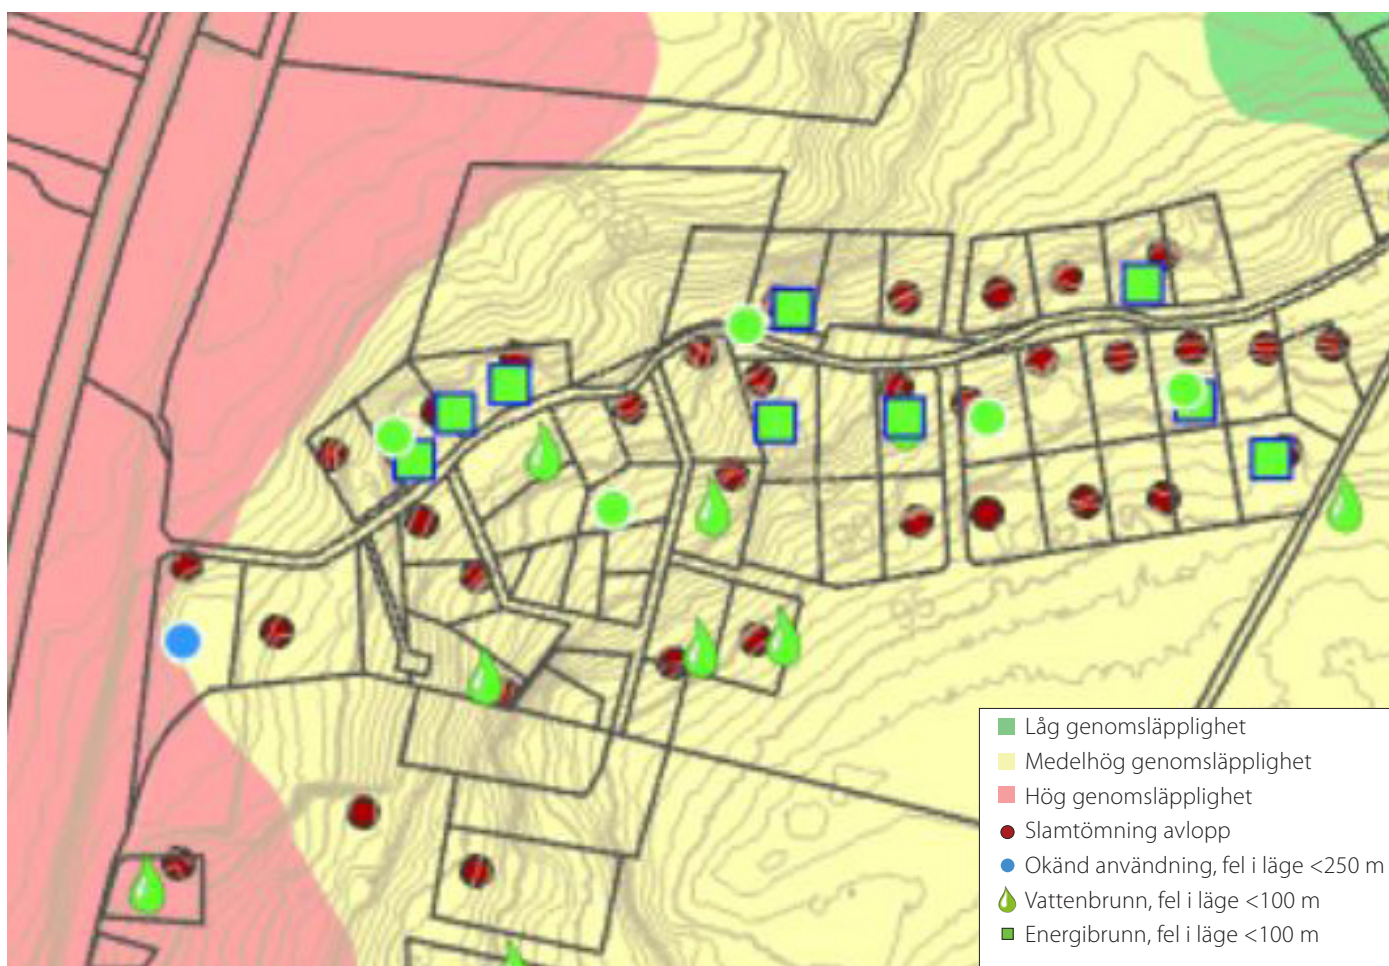 Låg genomsläpplighet
Medelhög genomsläpplighet
Hög genomsläpplighet
Slamtömning avlopp
Okänd användning, fel i läge <250 m
Vattenbrunn, fel i läge <100 m
Energibrunn, fel i läge <100 m